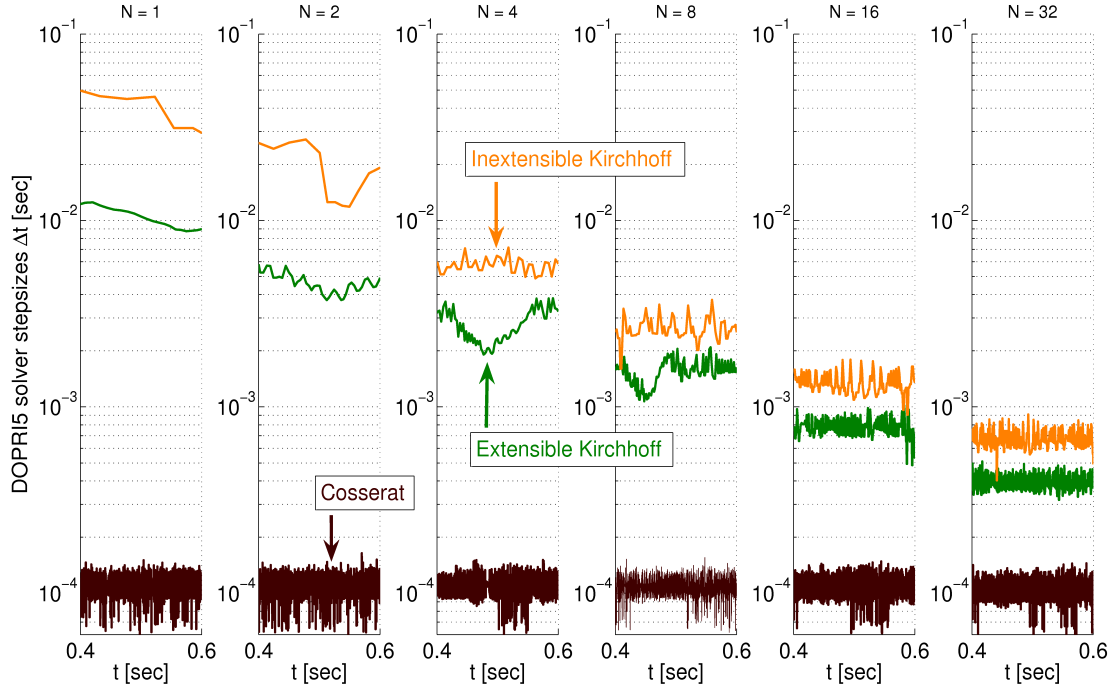 N = 1
N = 2
N = 4
N = 8
N = 16
N = 32
DOPRI5 solver stepsizes Δt [sec]
10⁻¹
10⁻²
10⁻³
10⁻⁴
10⁻¹
10⁻²
10⁻³
10⁻⁴
10⁻¹
10⁻²
10⁻³
10⁻⁴
10⁻¹
10⁻²
10⁻³
10⁻⁴
10⁻¹
10⁻²
10⁻³
10⁻⁴
10⁻¹
10⁻²
10⁻³
10⁻⁴
Inextensible Kirchhoff
Extensible Kirchhoff
Cosserat
0.4 0.6
0.4 0.6
0.4 0.6
0.4 0.6
0.4 0.6
0.4 0.6
t [sec]
t [sec]
t [sec]
t [sec]
t [sec]
t [sec]